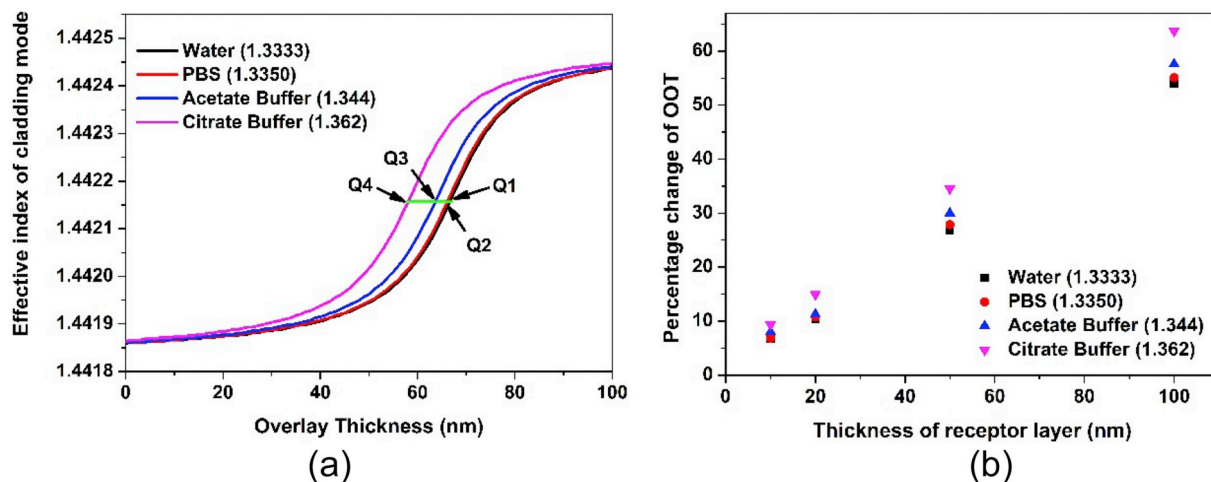 1.4425
1.4424
1.4423
1.4422
1.4421
1.4420
1.4419
1.4418
Effective index of cladding mode
Water (1.3333)
PBS (1.3350)
Acetate Buffer (1.344)
Citrate Buffer (1.362)
Q3
Q4
Q1
Q2
0 20 40 60 80 100
Overlay Thickness (nm)
(a)
60
50
40
30
20
10
0
Percentage change of OOT
Water (1.3333)
PBS (1.3350)
Acetate Buffer (1.344)
Citrate Buffer (1.362)
0 20 40 60 80 100
Thickness of receptor layer (nm)
(b)